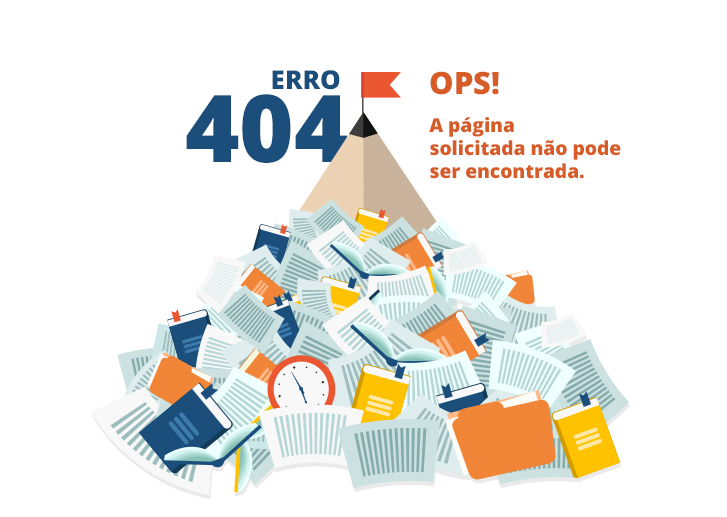 ERRO
404
OPS!
A página
solicitada não pode
ser encontrada.